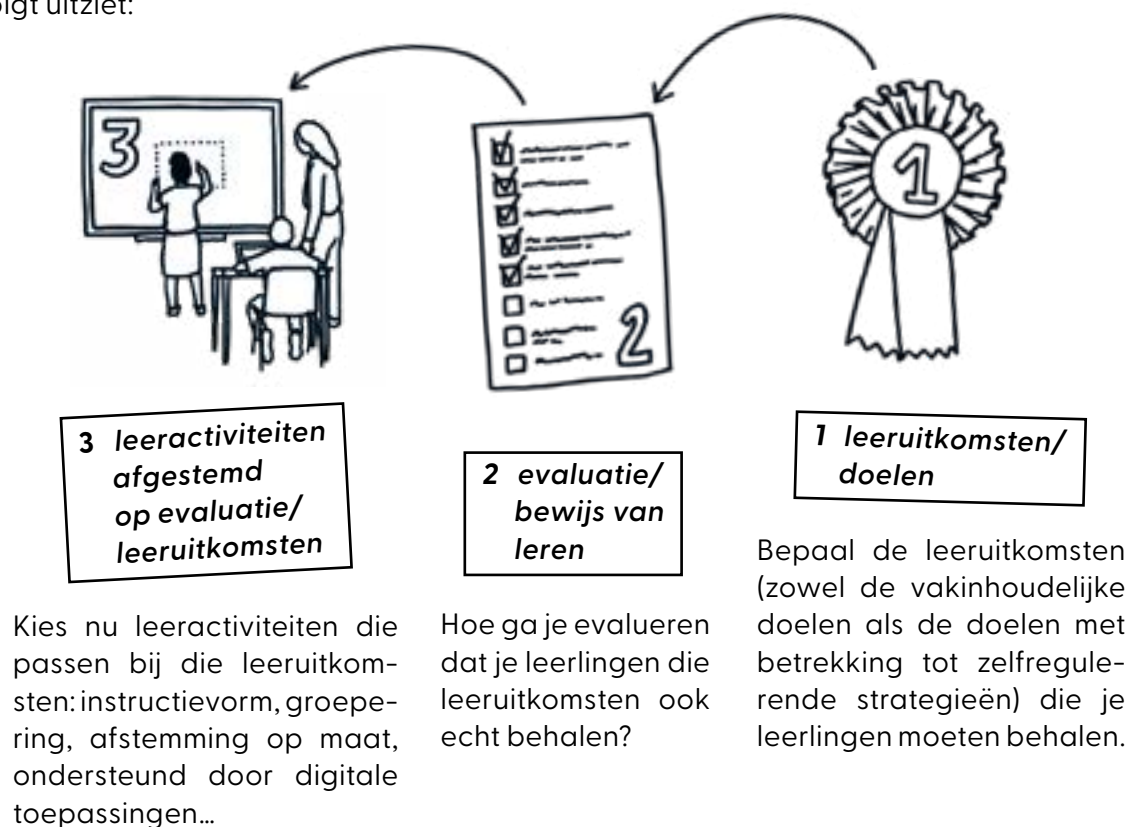 uitziet:
3
2
1
3 leeractiviteiten
afgestemd
op evaluatie/
leeruitkomsten
Kies nu leeractiviteiten die
passen bij die leeruitkom-
sten: instructievorm, groepe-
ring, afstemming op maat,
ondersteund door digitale
toepassingen...
2 evaluatie/
bewijs van
leren
Hoe ga je evalueren
dat je leerlingen die
leeruitkomsten ook
echt behalen?
1 leeruitkomsten/
doelen
Bepaal de leeruitkomsten
(zowel de vakinhoudelijke
doelen als de doelen met
betrekking tot zelfregule-
rende strategieën) die je
leerlingen moeten behalen.